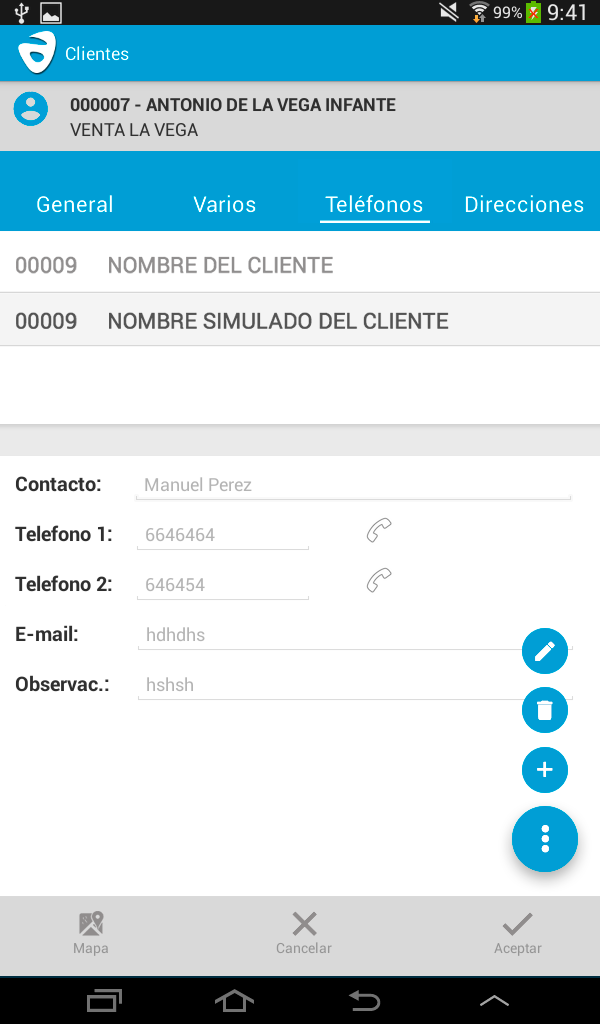 99% 9:41
Clientes
000007 - ANTONIO DE LA VEGA INFANTE
VENTA LA VEGA
General Varios Teléfonos Direcciones
00009 NOMBRE DEL CLIENTE
00009 NOMBRE SIMULADO DEL CLIENTE
Contacto: Manuel Perez
Telefono 1: 6646464
Telefono 2: 646454
E-mail: hdhdhs
Observac.: hshsh
Mapa Cancelar Aceptar